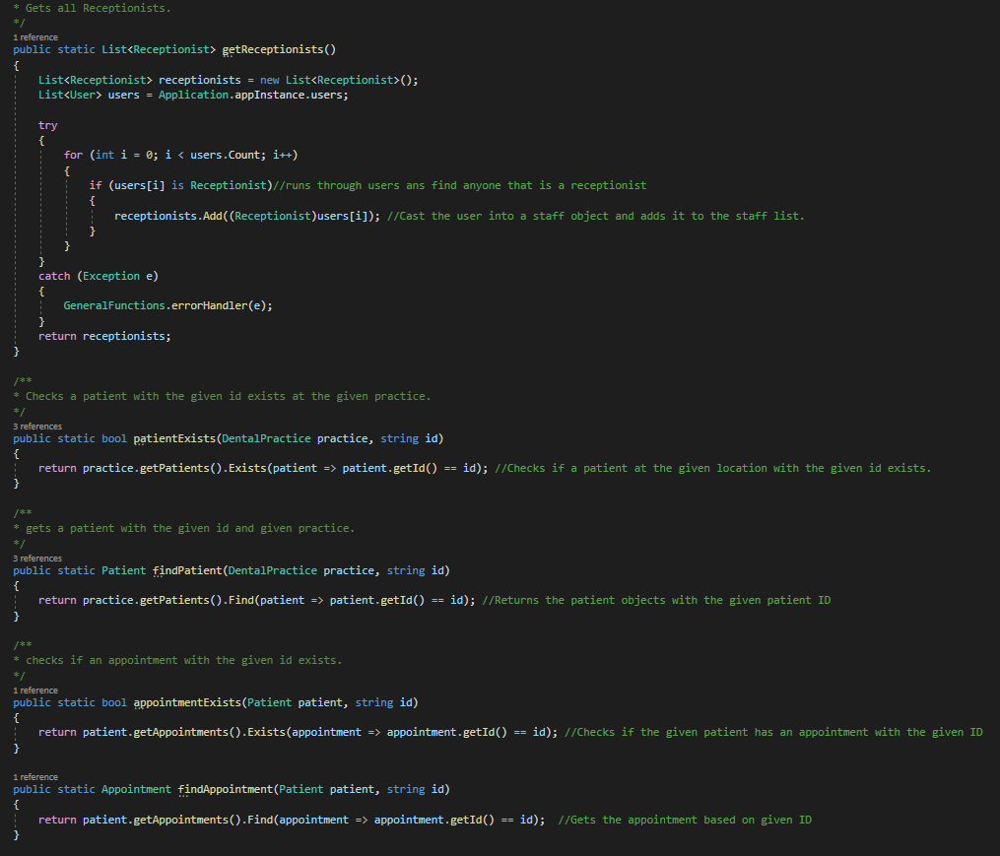 * Gets all Receptionists.
*/
1 reference
public static List<Receptionist> getReceptionists()
{
List<Receptionist> receptionists = new List<Receptionist>();
List<User> users = Application.appInstance.users;
try
{
for (int i = 0; i < users.Count; i++)
{
if (users[i] is Receptionist)//runs through users ans find anyone that is a receptionist
{
receptionists.Add((Receptionist)users[i]); //Cast the user into a staff object and adds it to the staff list.
}
}
}
catch (Exception e)
{
GeneralFunctions.errorHandler(e);
}
return receptionists;
}
/**
* Checks a patient with the given id exists at the given practice.
*/
3 references
public static bool patientExists(DentalPractice practice, string id)
{
return practice.getPatients().Exists(patient => patient.getId() == id); //Checks if a patient at the given location with the given id exists.
}
/**
* gets a patient with the given id and given practice.
*/
3 references
public static Patient findPatient(DentalPractice practice, string id)
{
return practice.getPatients().Find(patient => patient.getId() == id); //Returns the patient objects with the given patient ID
}
/**
* checks if an appointment with the given id exists.
*/
1 reference
public static bool appointmentExists(Patient patient, string id)
{
return patient.getAppointments().Exists(appointment => appointment.getId() == id); //Checks if the given patient has an appointment with the given ID
}
1 reference
public static Appointment findAppointment(Patient patient, string id)
{
return patient.getAppointments().Find(appointment => appointment.getId() == id);  //Gets the appointment based on given ID
}